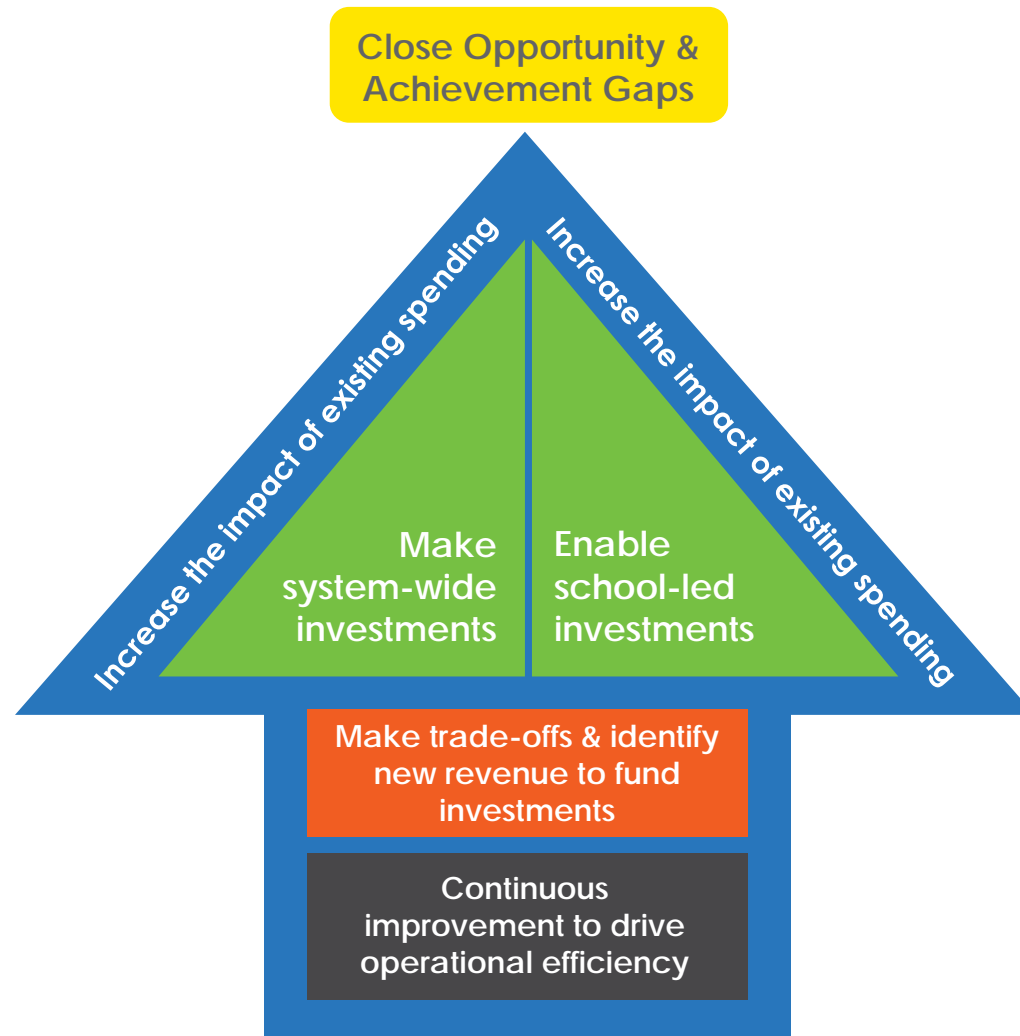 Close Opportunity &
Achievement Gaps
Increase the impact of existing spending
Increase the impact of existing spending
Make
system-wide
investments
Enable
school-led
investments
Make trade-offs & identify
new revenue to fund
investments
Continuous
improvement to drive
operational efficiency